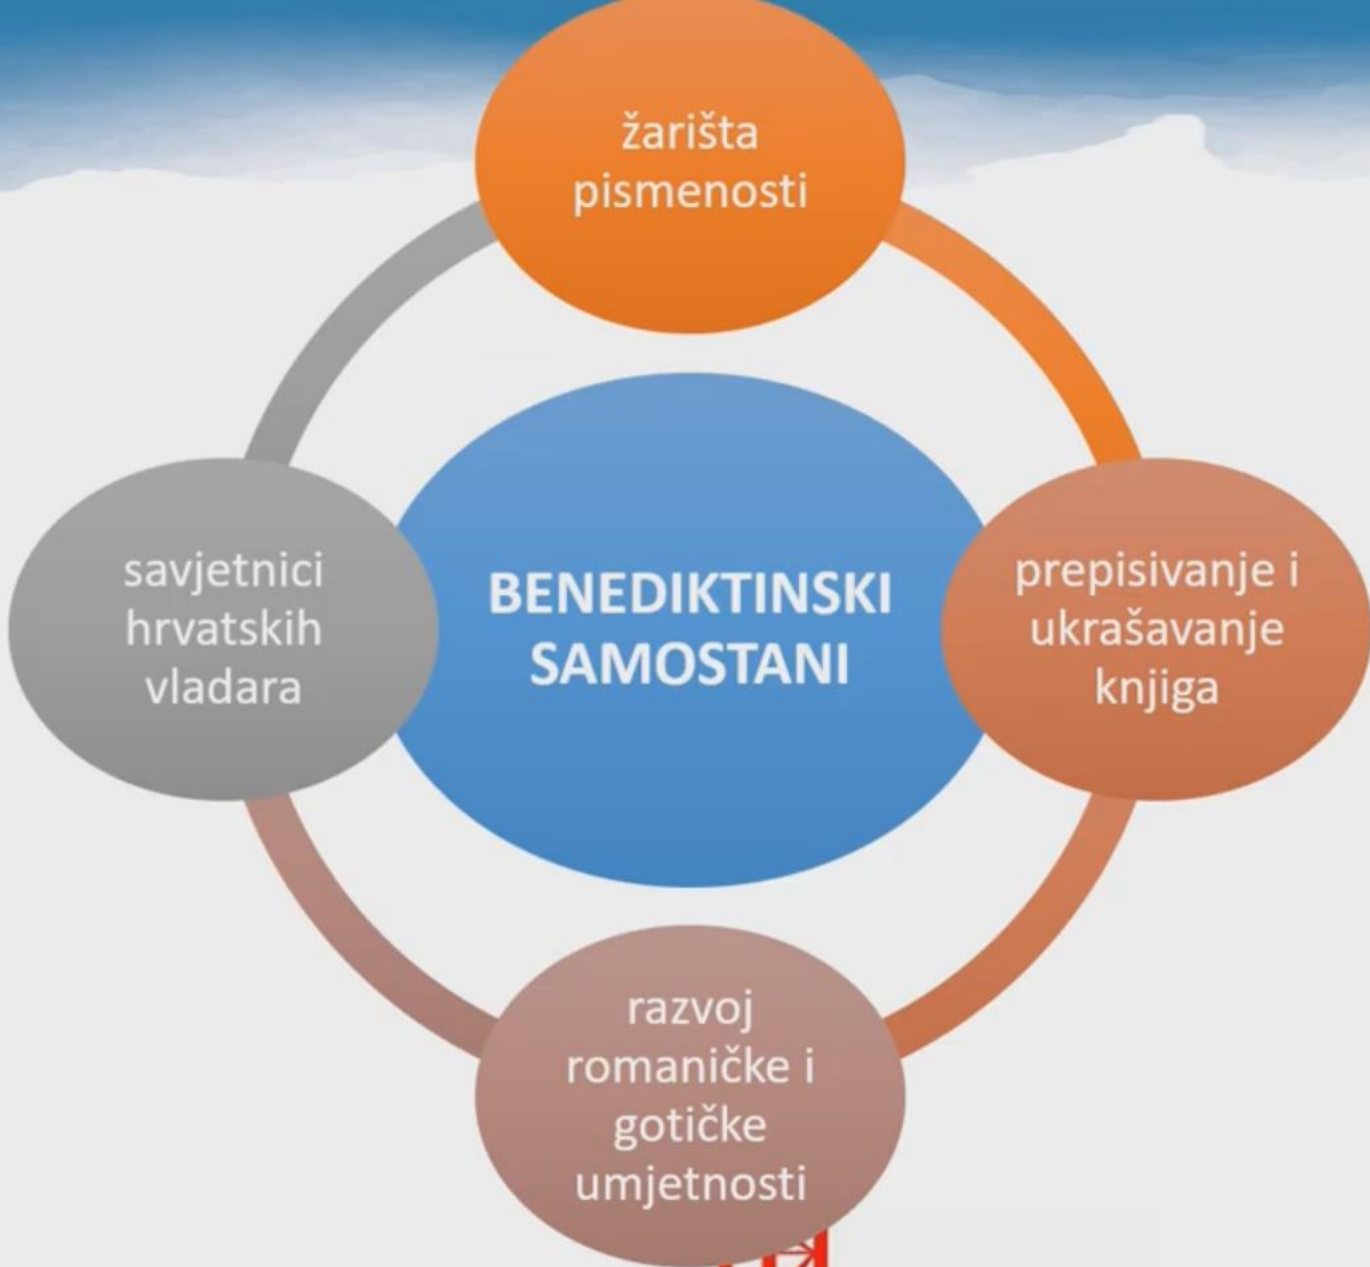 žarišta
pismenosti
BENEDIKTINSKI
SAMOSTANI
prepisivanje i
ukrašavanje
knjiga
razvoj
romaničke i
gotičke
umjetnosti
savjetnici
hrvatskih
vladara